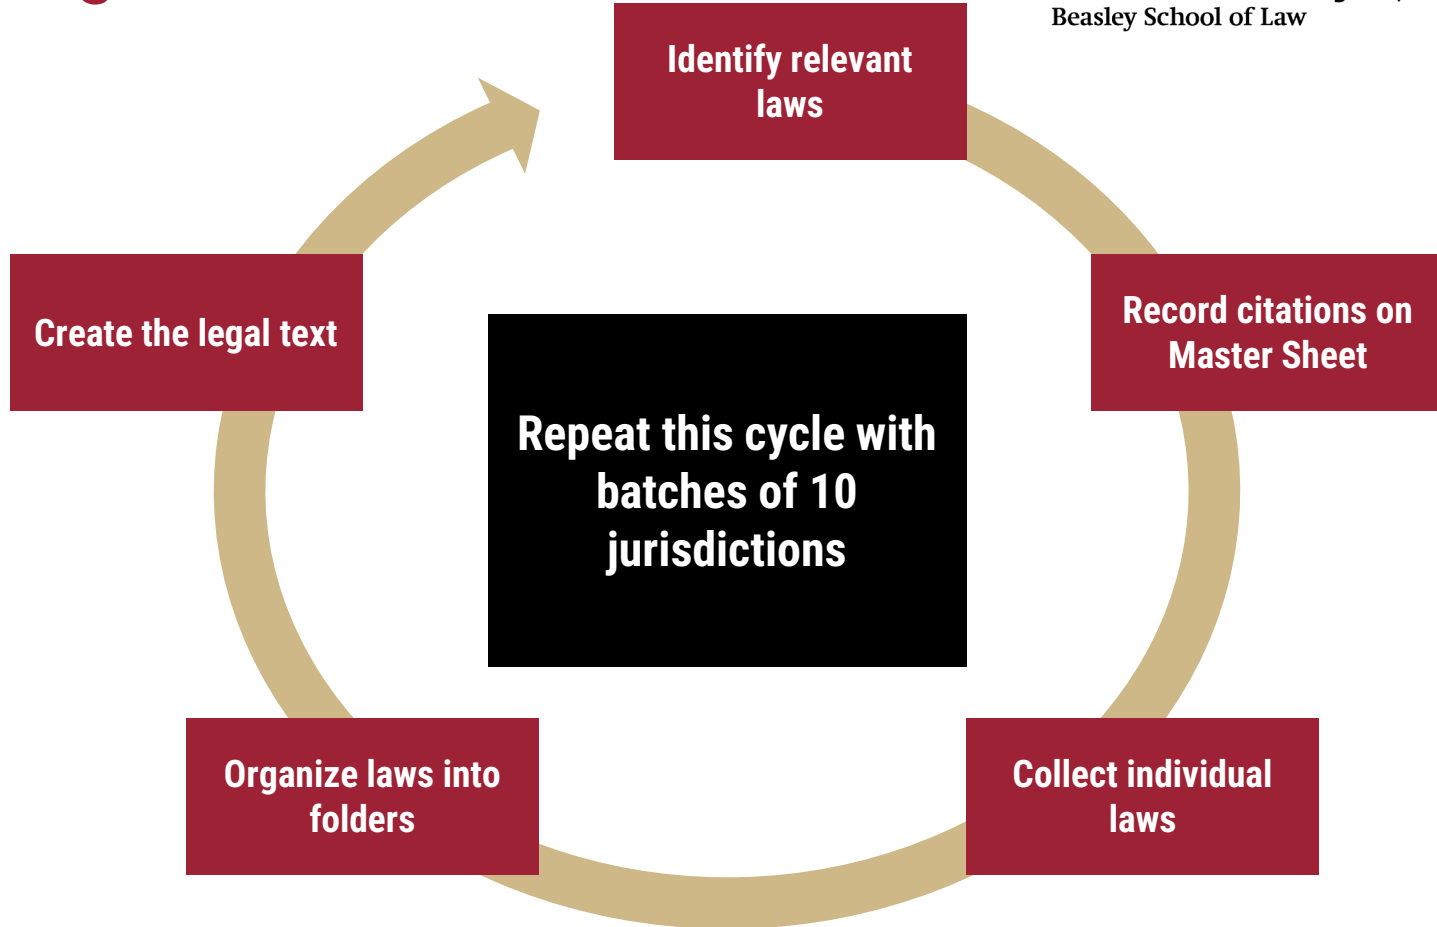 Beasley School of Law
Identify relevant
laws
Record citations on
Master Sheet
Create the legal text
Repeat this cycle with
batches of 10
jurisdictions
Organize laws into
folders
Collect individual
laws